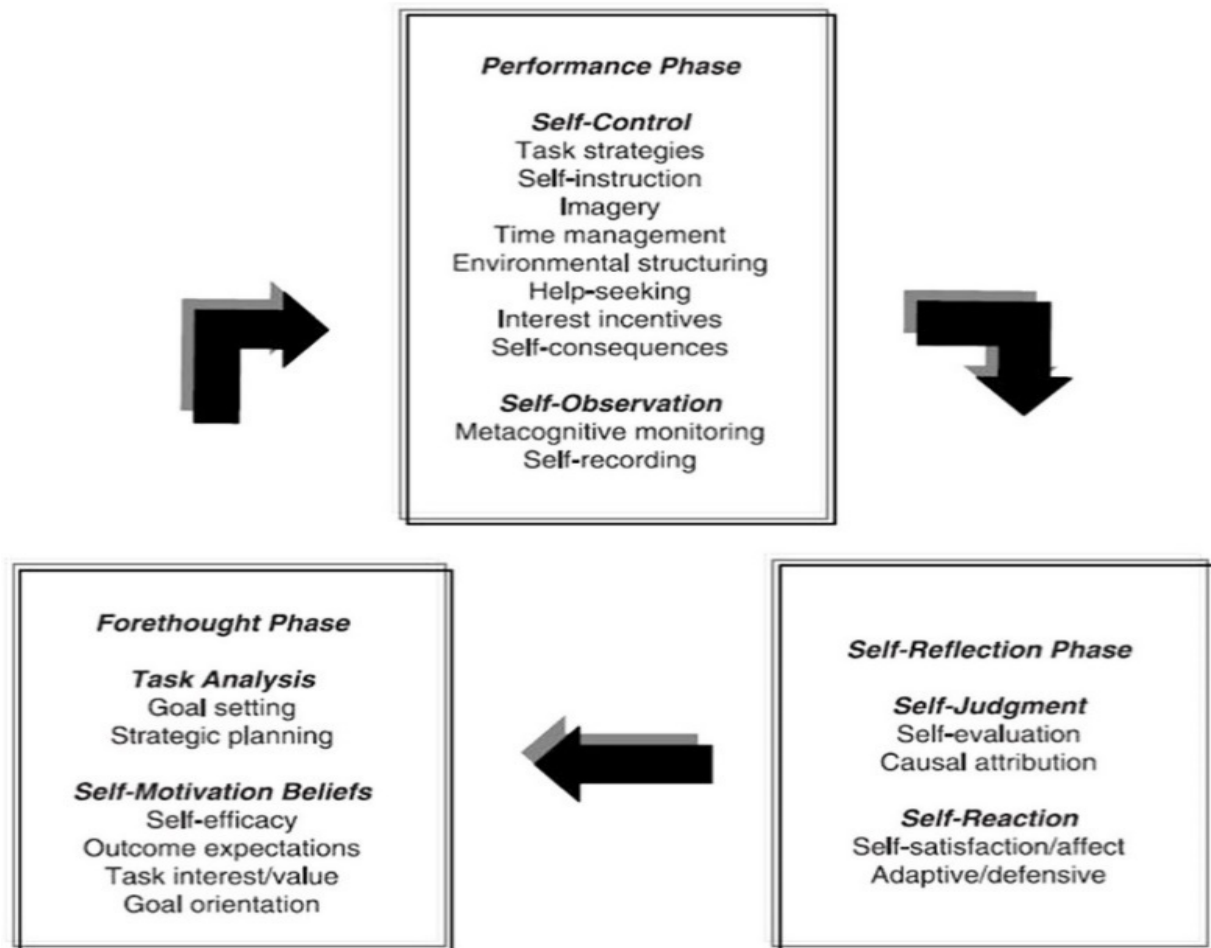 Performance Phase
Self-Control
Task strategies
Self-instruction
Imagery
Time management
Environmental structuring
Help-seeking
Interest incentives
Self-consequences
Self-Observation
Metacognitive monitoring
Self-recording
Forethought Phase
Task Analysis
Goal setting
Strategic planning
Self-Motivation Beliefs
Self-efficacy
Outcome expectations
Task interest/value
Goal orientation
Self-Reflection Phase
Self-Judgment
Self-evaluation
Causal attribution
Self-Reaction
Self-satisfaction/affect
Adaptive/defensive